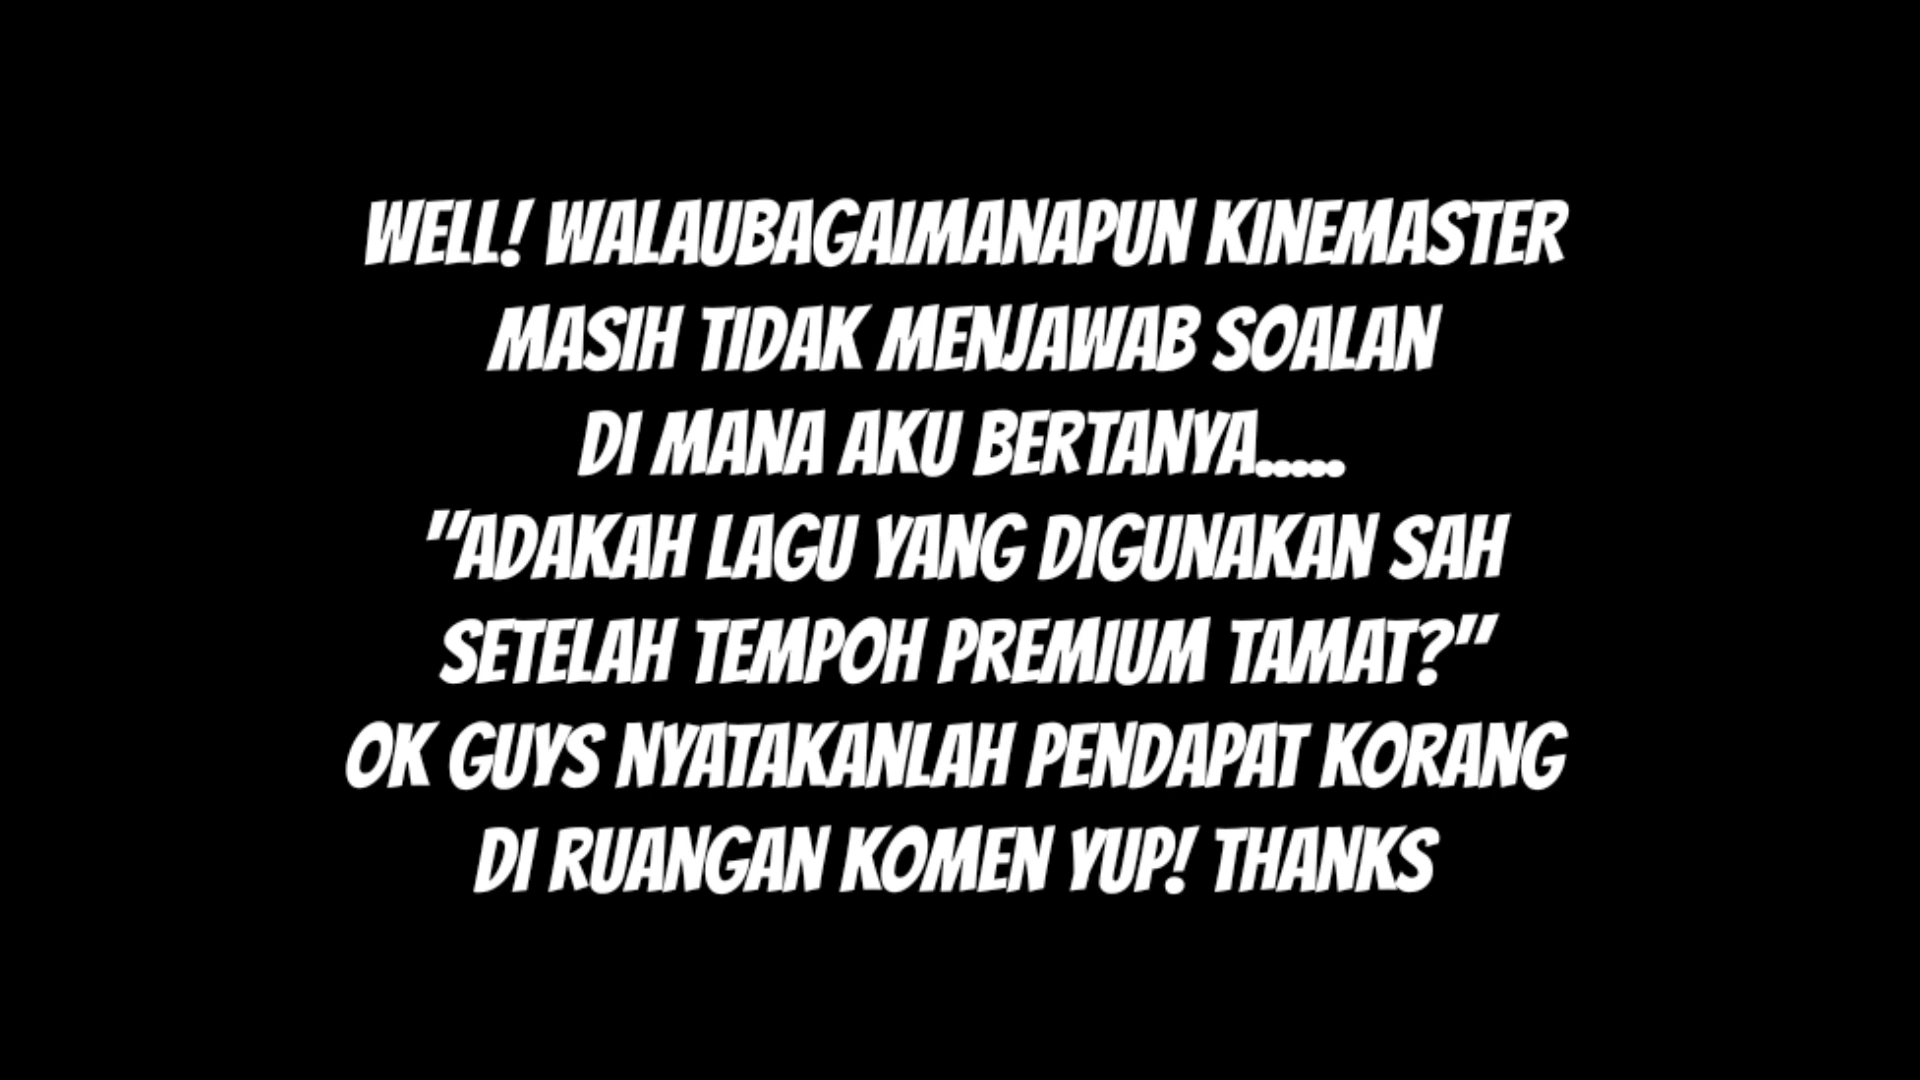 WELL! WALAUBAGAIMANAPUN KINEMASTER
MASIH TIDAK MENJAWAB SOALAN
DI MANA AKU BERTANYA.....
"ADAKAH LAGU YANG DIGUNAKAN SAH
SETELAH TEMPOH PREMIUM TAMAT?"
OK GUYS NYATAKANLAH PENDAPAT KORANG
DI RUANGAN KOMEN YUP! THANKS